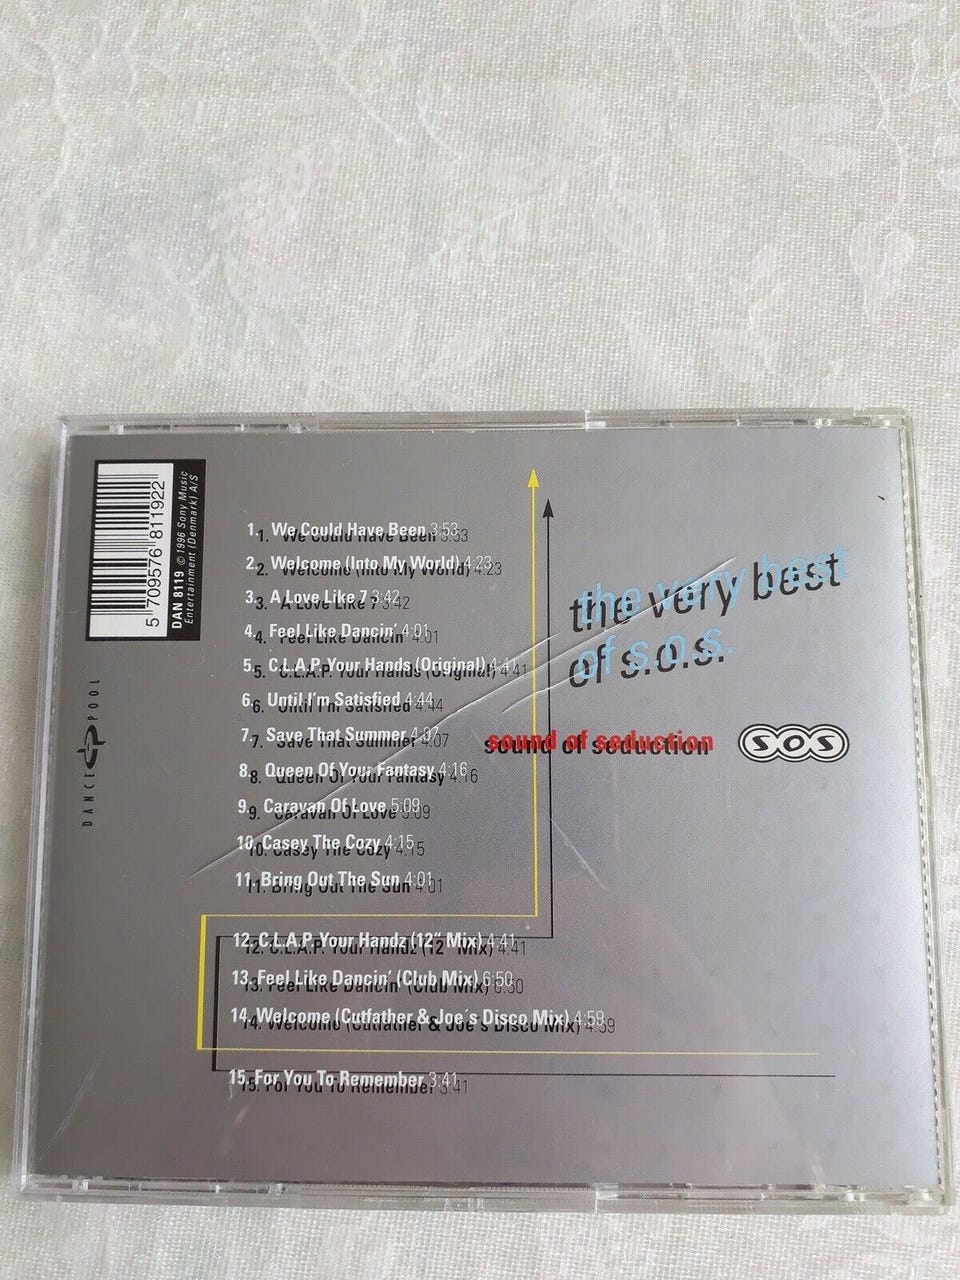 5 709576 811922
DAN 8119 © 1996 Sony Music
Entertainment (Denmark) A/S
DANCE POOL
1. We Could Have Been 3:53
2. Welcome (Into My World) 4:23
3. A Love Like 7 3:42
4. Feel Like Dancin' 4:01
5. C.L.A.P. Your Hands (Original) 4:41
6. Until I'm Satisfied 4:44
7. Save That Summer 4:07
8. Queen Of Your Fantasy 4:16
9. Caravan Of Love 5:09
10. Casey The Cozy 4:15
11. Bring Out The Sun 4:01
12. C.L.A.P. Your Handz (12" Mix) 4:41
13. Feel Like Dancin' (Club Mix) 6:50
14. Welcome (Cutfather & Joe´s Disco Mix) 4:59
15. For You To Remember 3:41
the very best
of s.o.s.
sound of seduction
SOS